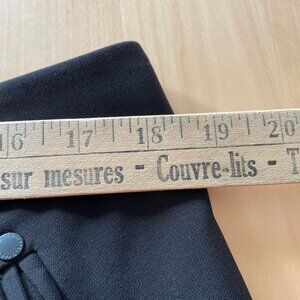 16 17 18 19 20
sur mesures - Couvre-lits - T